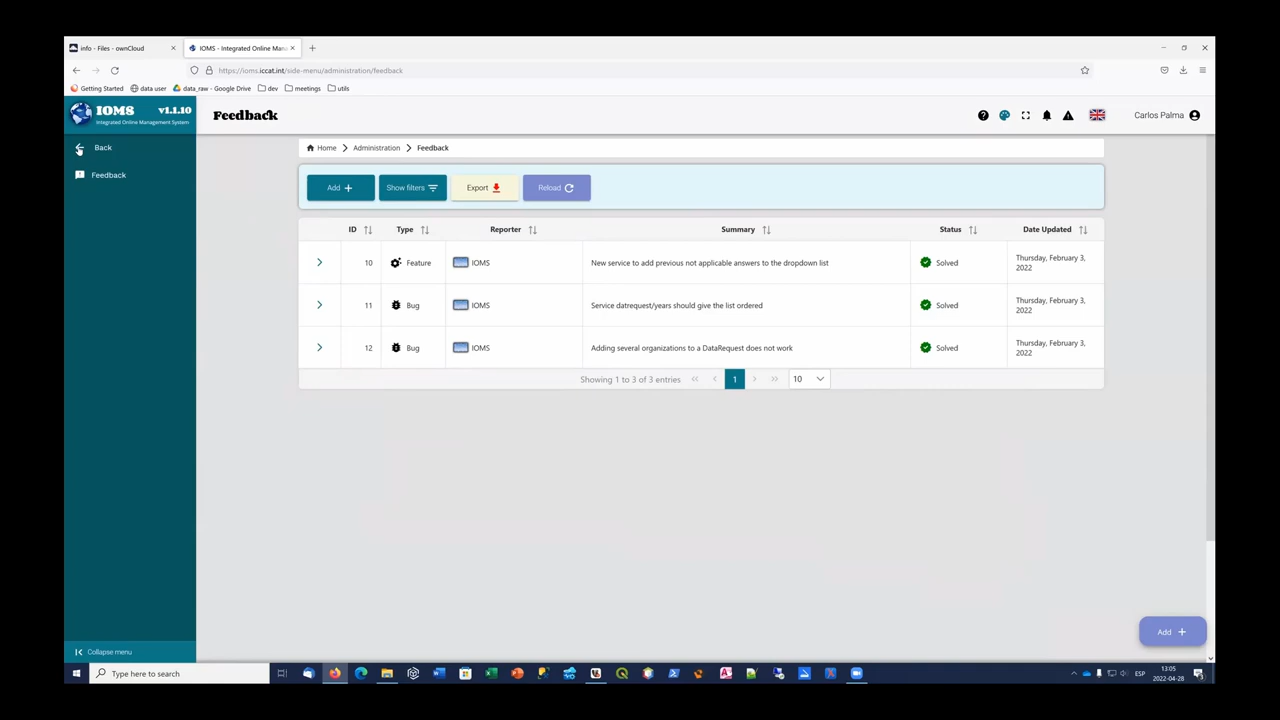 info - Files - ownCloud
IOMS - Integrated Online Mana
https://ioms.iccat.int/side-menu/administration/feedback
Getting Started
data user
data_raw - Google Drive
dev
meetings
utils
IOMS v1.1.10
Integrated Online Management System
Feedback
Carlos Palma
Back
Feedback
Home
Administration
Feedback
Add
Show filters
Export
Reload
ID
Type
Reporter
Summary
Status
Date Updated
10
Feature
IOMS
New service to add previous not applicable answers to the dropdown list
Solved
Thursday, February 3,
2022
11
Bug
IOMS
Service datrequest/years should give the list ordered
Solved
Thursday, February 3,
2022
12
Bug
IOMS
Adding several organizations to a DataRequest does not work
Solved
Thursday, February 3,
2022
Showing 1 to 3 of 3 entries
1
10
Add
Collapse menu
Type here to search
ESP
13:05
2022-04-28